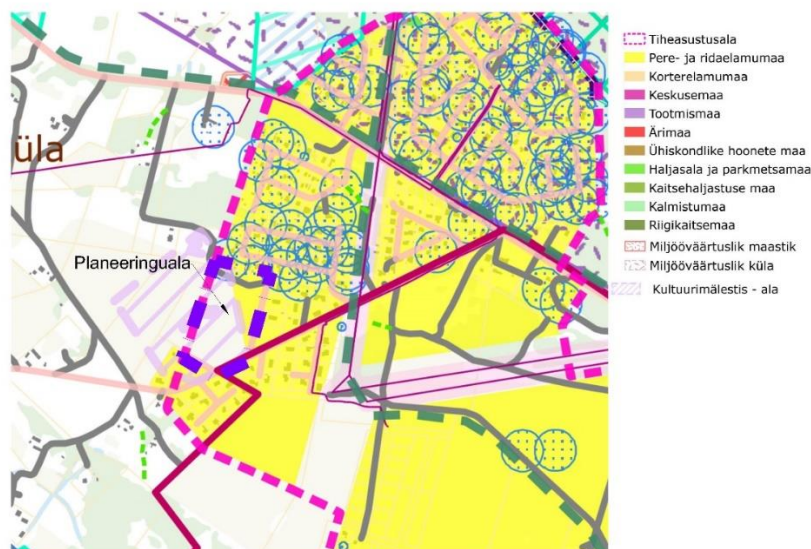 üla
Planeeringuala
Tiheasustusala
Pere- ja ridaelamumaa
Korterelamumaa
Keskusemaa
Tootmismaa
Ärimaa
Ühiskondlike hoonete maa
Haljasala ja parkmetsamaa
Kaitsehaljastuse maa
Kalmistumaa
Riigikaitsemaa
Miljööväärtuslik maastik
Miljööväärtuslik küla
Kultuurimälestis - ala